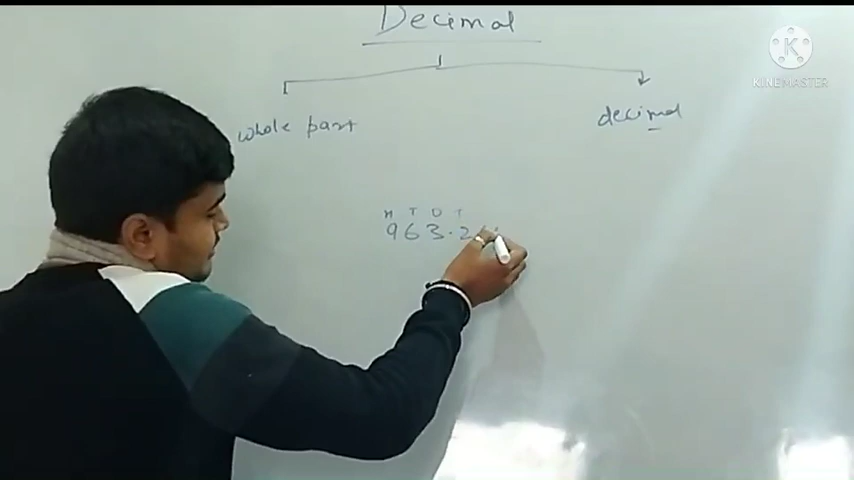 Decimal
whole part
decimal
H T O T
963.2
K
KINEMASTER